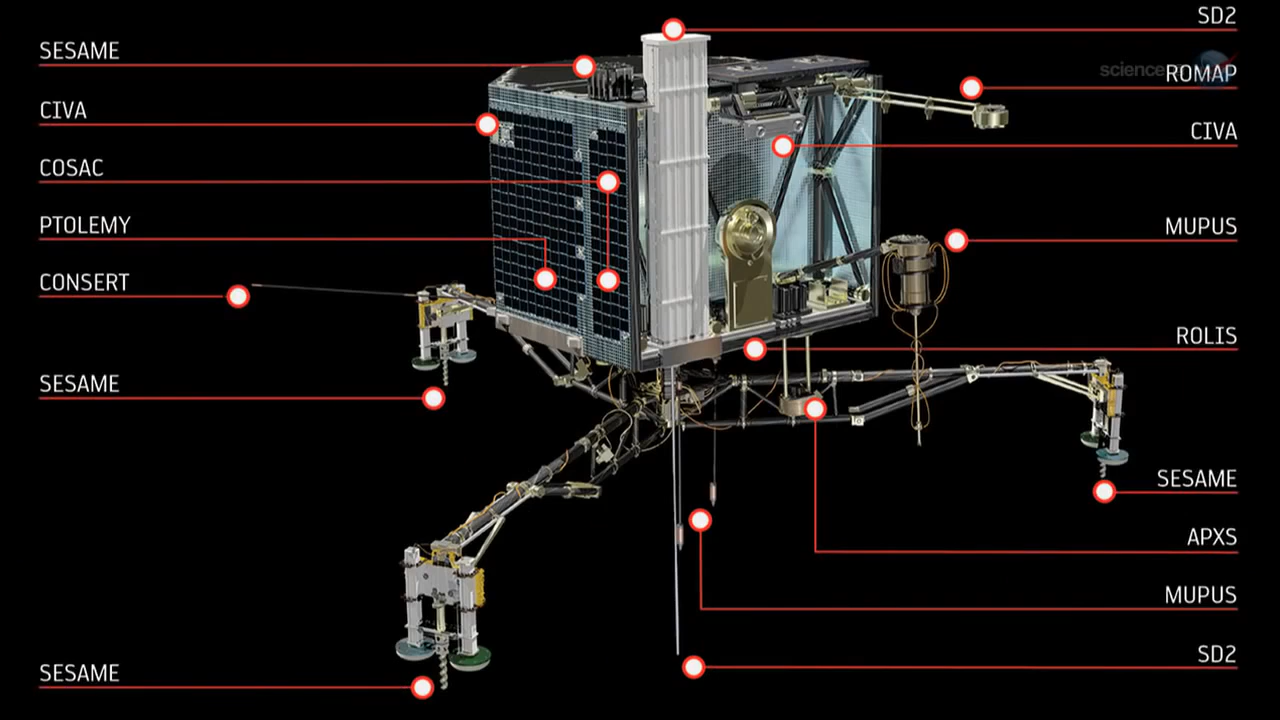 SESAME
CIVA
COSAC
PTOLEMY
CONSERT
SESAME
SESAME
SD2
ROMAP
CIVA
MUPUS
ROLIS
SESAME
APXS
MUPUS
SD2